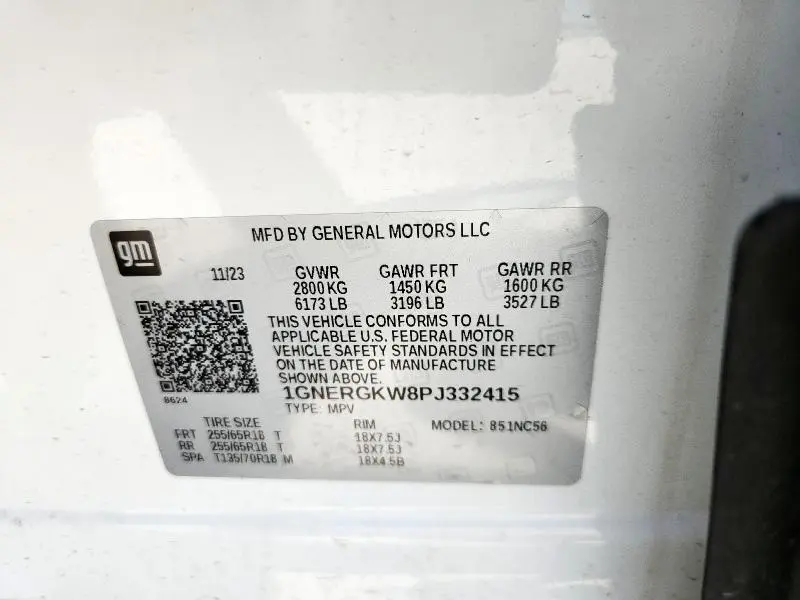 gm
MFD BY GENERAL MOTORS LLC
11/23 GVWR GAWR FRT GAWR RR
2800 KG 1450 KG 1600 KG
6173 LB 3196 LB 3527 LB
THIS VEHICLE CONFORMS TO ALL
APPLICABLE U.S. FEDERAL MOTOR
VEHICLE SAFETY STANDARDS IN EFFECT
ON THE DATE OF MANUFACTURE
SHOWN ABOVE.
8624
1GNERGKW8PJ332415
TYPE: MPV
TIRE SIZE RIM MODEL: 851NC56
FRT 255/65R18 T 18X7.5J
RR 255/65R18 T 18X7.5J
SPA T135/70R18 M 18X4.5B